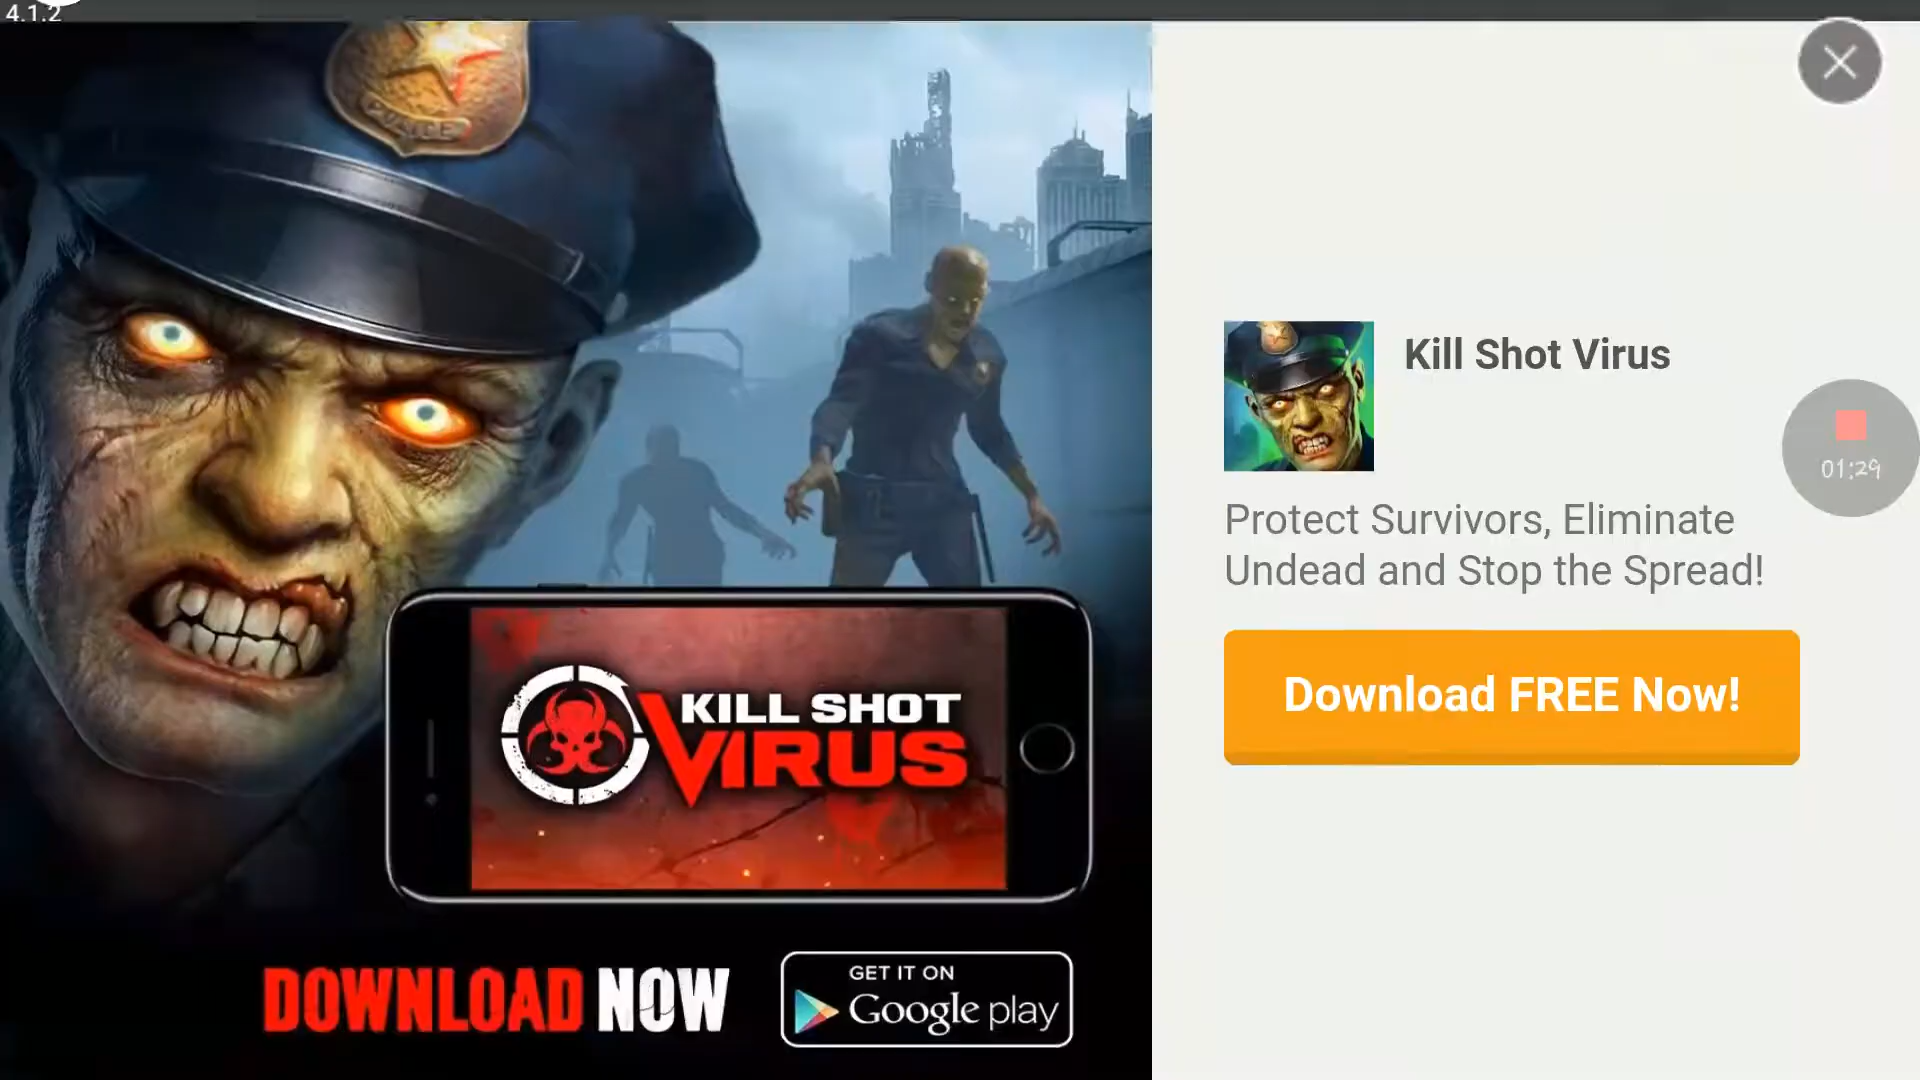 4.1.2
POLICE
Kill Shot Virus
01:29
Protect Survivors, Eliminate
Undead and Stop the Spread!
Download FREE Now!
KILL SHOT
VIRUS
DOWNLOAD NOW
GET IT ON
Google play